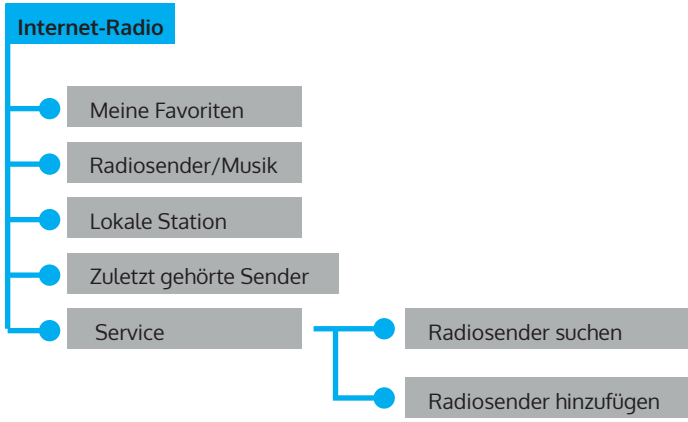 Internet-Radio
Meine Favoriten
Radiosender/Musik
Lokale Station
Zuletzt gehörte Sender
Service
Radiosender suchen
Radiosender hinzufügen